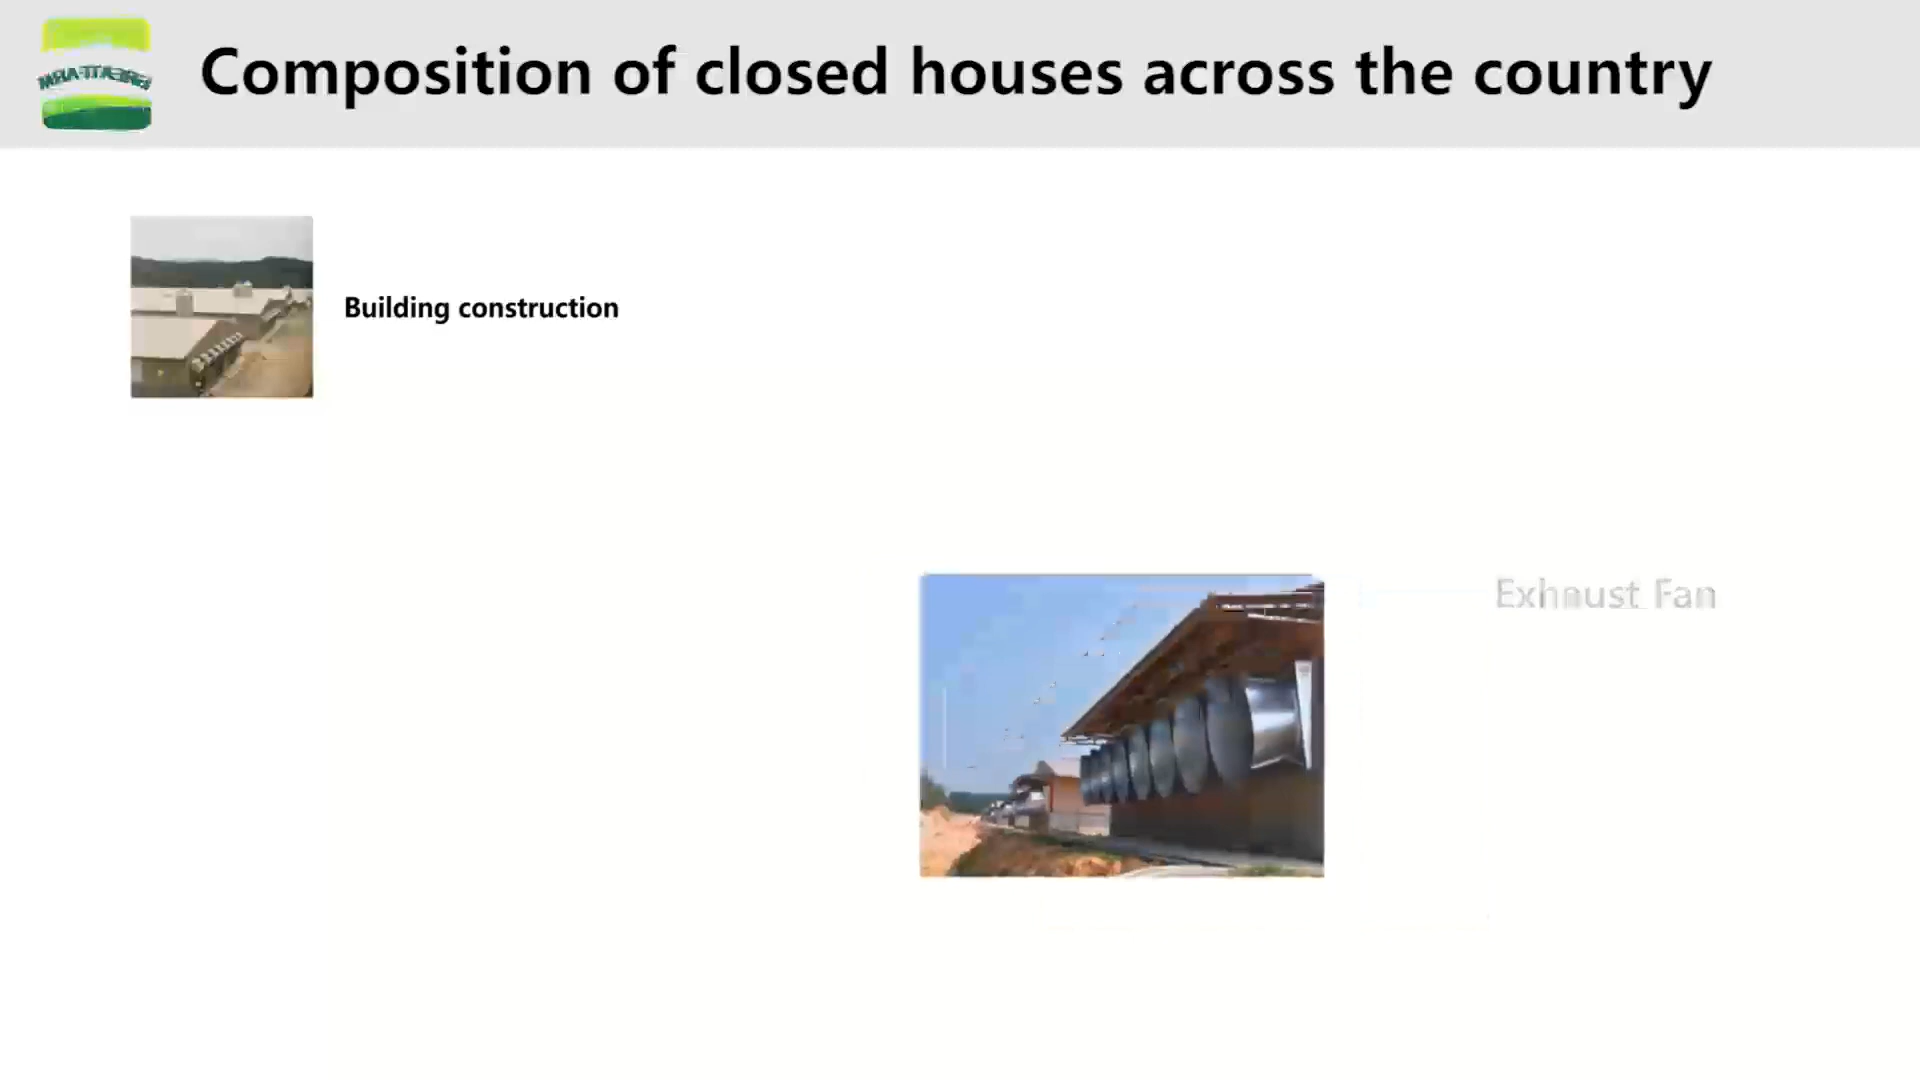 Composition of closed houses across the country
Building construction
Exhaust Fan